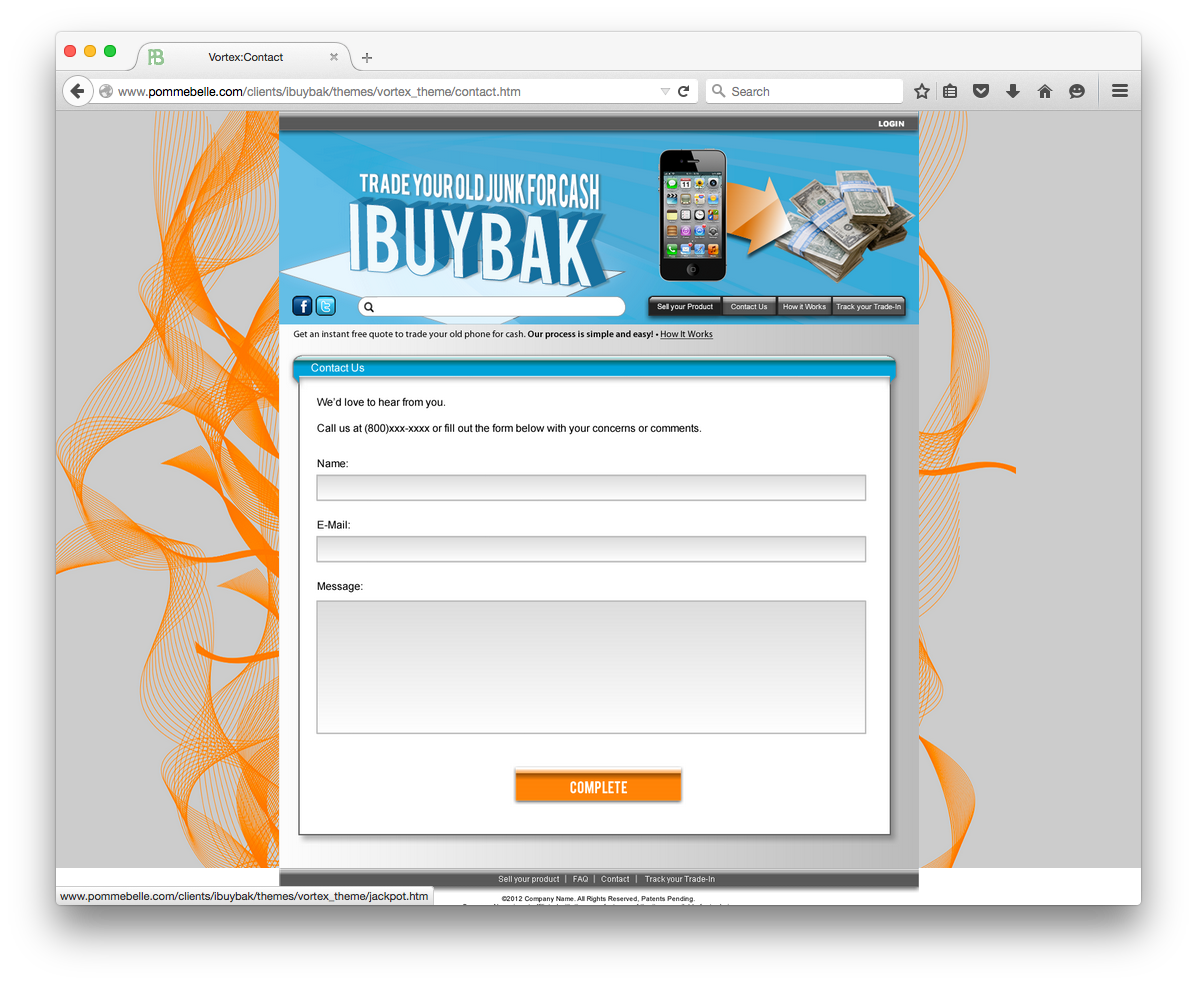 Vortex:Contact
www.pommebelle.com/clients/ibuybak/themes/vortex_theme/contact.htm
Search
LOGIN
TRADE YOUR OLD JUNK FOR CASH
IBUYBAK
Sell your Product
Contact Us
How it Works
Track your Trade-In
Get an instant free quote to trade your old phone for cash. Our process is simple and easy! • How It Works
Contact Us
We'd love to hear from you.
Call us at (800)xxx-xxxx or fill out the form below with your concerns or comments.
Name:
E-Mail:
Message:
COMPLETE
Sell your product | FAQ | Contact | Track your Trade-In
www.pommebelle.com/clients/ibuybak/themes/vortex_theme/jackpot.htm
©2012 Company Name. All Rights Reserved, Patents Pending.